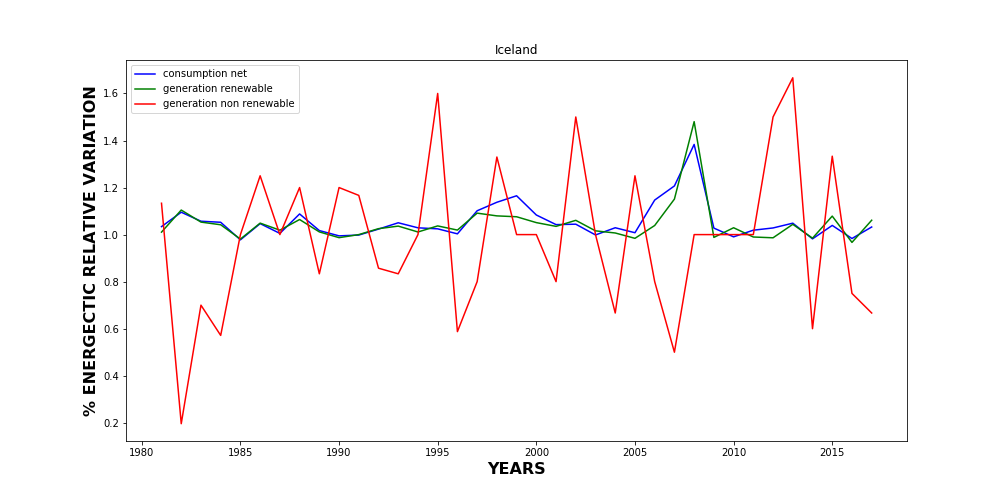 Iceland
consumption net
generation renewable
generation non renewable
% ENERGECTIC RELATIVE VARIATION
1.6
1.4
1.2
1.0
0.8
0.6
0.4
0.2
1980 1985 1990 1995 2000 2005 2010 2015
YEARS